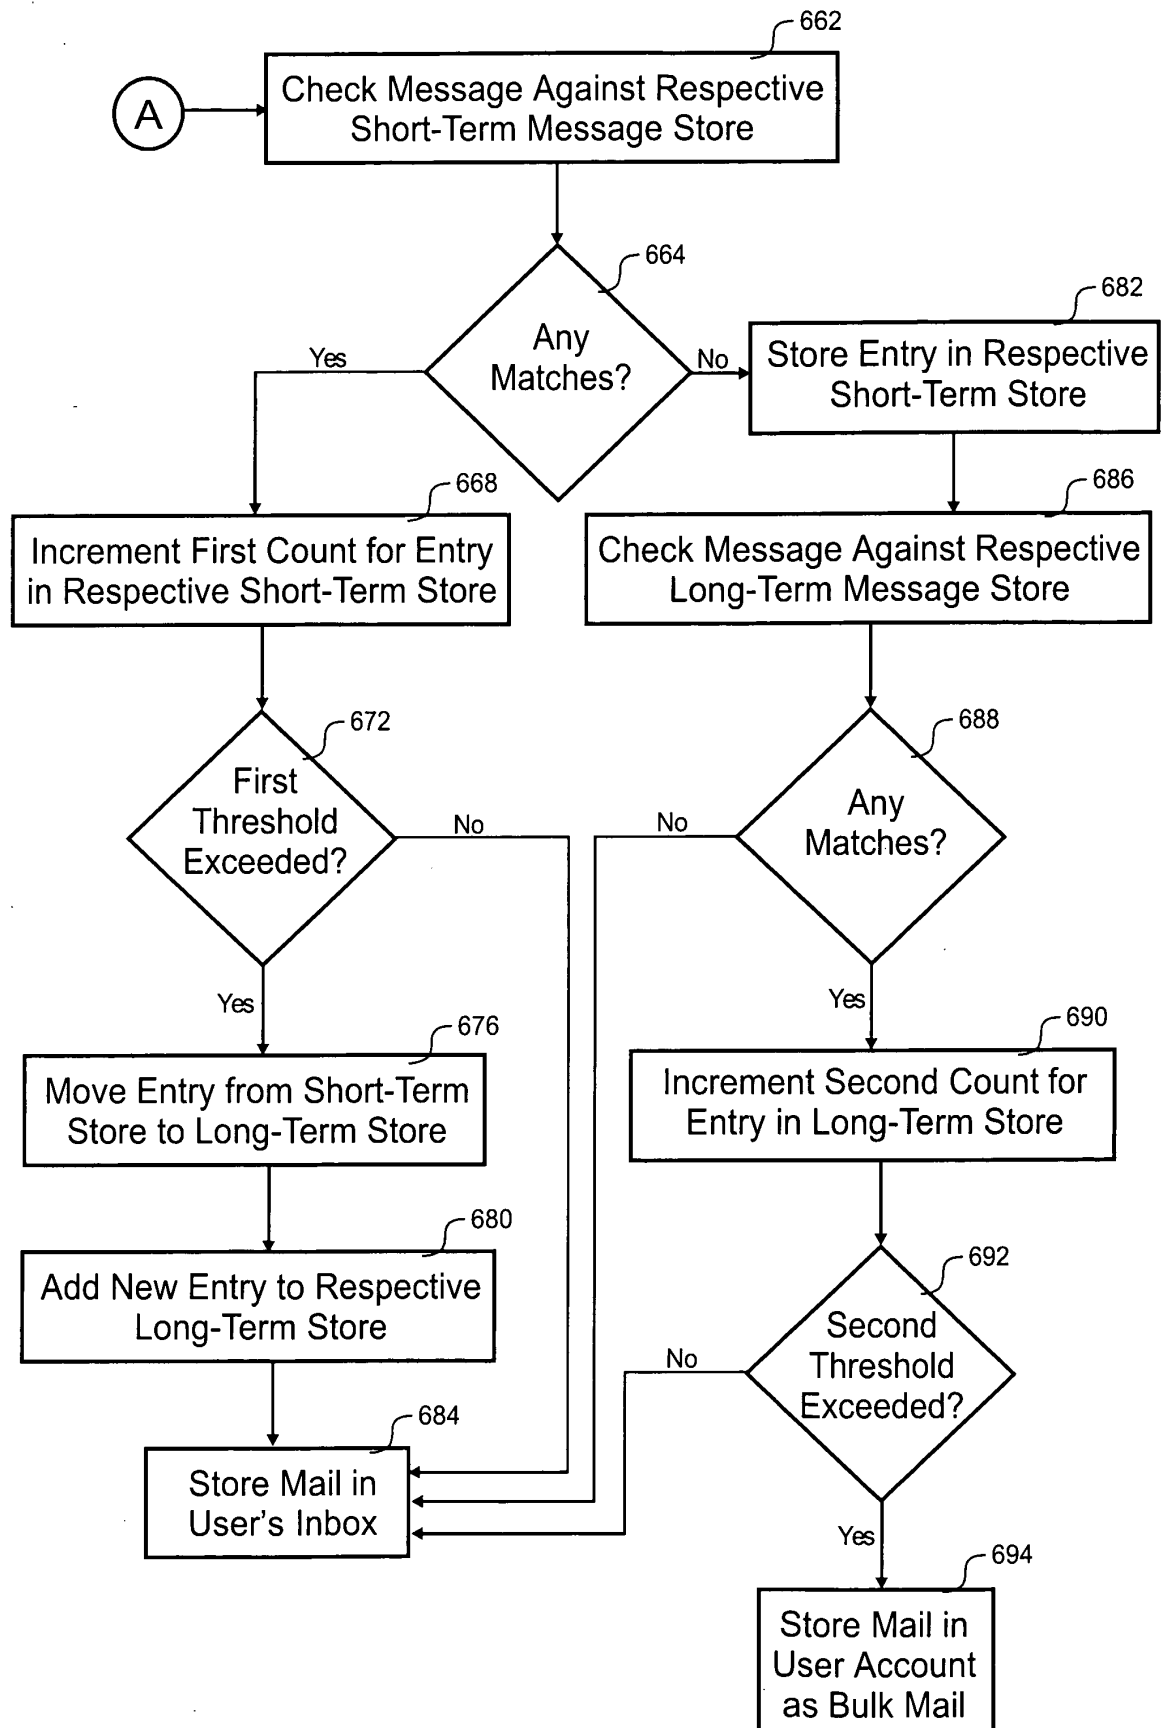 662
A
Check Message Against Respective
Short-Term Message Store
664
Any
Matches?
Yes
No
682
Store Entry in Respective
Short-Term Store
668
Increment First Count for Entry
in Respective Short-Term Store
686
Check Message Against Respective
Long-Term Message Store
672
First
Threshold
Exceeded?
No
Yes
688
Any
Matches?
No
Yes
676
Move Entry from Short-Term
Store to Long-Term Store
690
Increment Second Count for
Entry in Long-Term Store
680
Add New Entry to Respective
Long-Term Store
692
Second
Threshold
Exceeded?
No
Yes
684
Store Mail in
User's Inbox
694
Store Mail in
User Account
as Bulk Mail